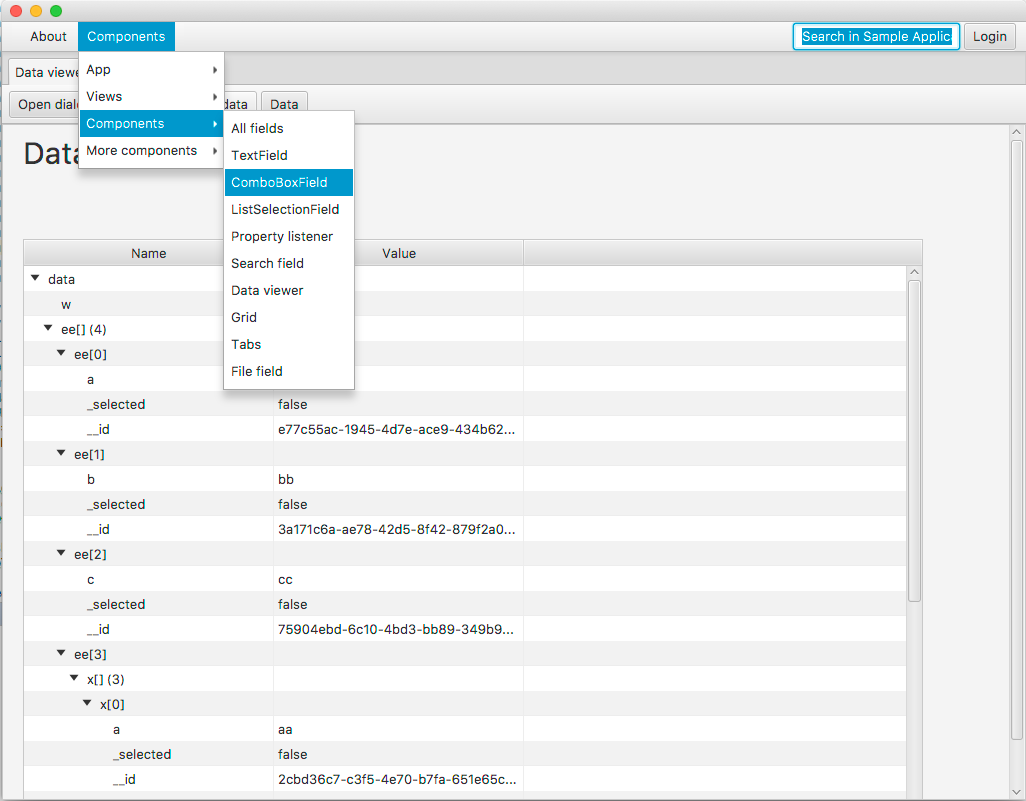 About Components Search in Sample Applic Login
Data viewe
App
Views
Components
More components
Open dial data Data
All fields
TextField
ComboBoxField
ListSelectionField
Property listener
Search field
Data viewer
Grid
Tabs
File field
Data
Name Value
data
w
ee[] (4)
ee[0]
a
_selected false
__id e77c55ac-1945-4d7e-ace9-434b62...
ee[1]
b bb
_selected false
__id 3a171c6a-ae78-42d5-8f42-879f2a0...
ee[2]
c cc
_selected false
__id 75904ebd-6c10-4bd3-bb89-349b9...
ee[3]
x[] (3)
x[0]
a aa
_selected false
__id 2cbd36c7-c3f5-4e70-b7fa-651e65c...